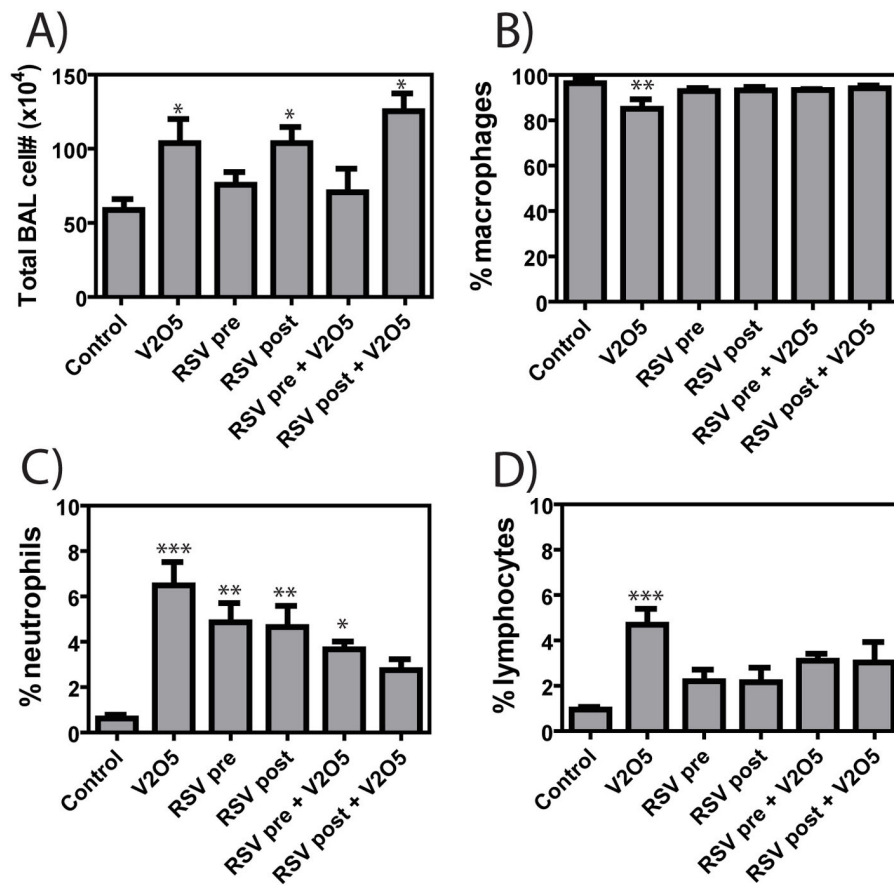 A)
Total BAL cell# (x10⁴)
150
100
50
0
*
*
*
Control
V2O5
RSV pre
RSV post
RSV pre + V2O5
RSV post + V2O5
B)
% macrophages
100
80
60
40
20
0
**
Control
V2O5
RSV pre
RSV post
RSV pre + V2O5
RSV post + V2O5
C)
% neutrophils
10
8
6
4
2
0
***
**
**
*
Control
V2O5
RSV pre
RSV post
RSV pre + V2O5
RSV post + V2O5
D)
% lymphocytes
10
8
6
4
2
0
***
Control
V2O5
RSV pre
RSV post
RSV pre + V2O5
RSV post + V2O5